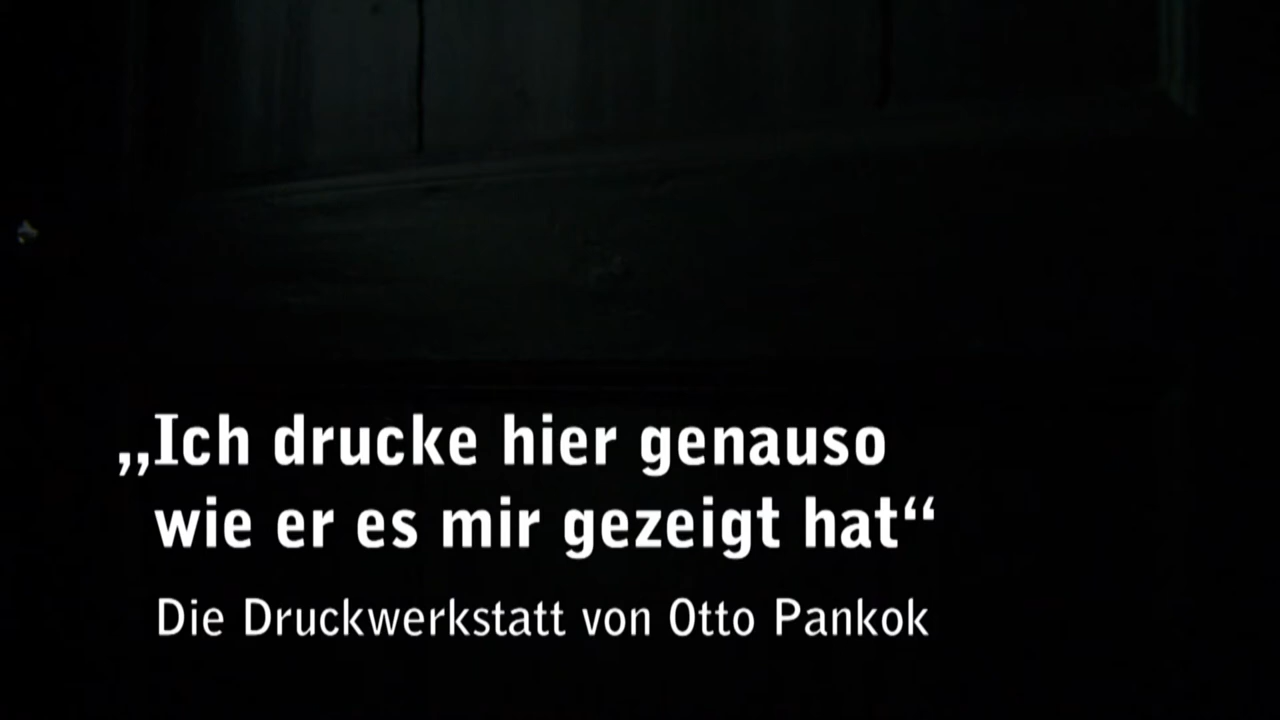 „Ich drucke hier genauso
wie er es mir gezeigt hat“
Die Druckwerkstatt von Otto Pankok